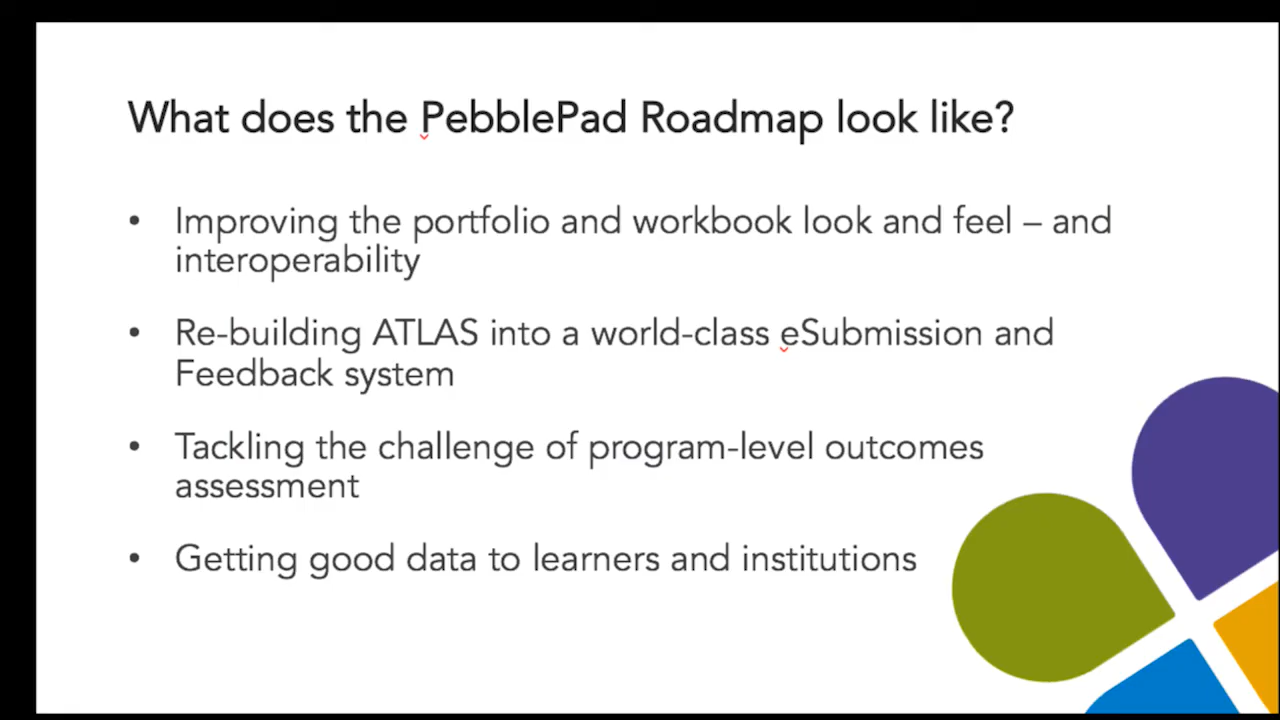 What does the PebblePad Roadmap look like?
• Improving the portfolio and workbook look and feel – and
interoperability
• Re-building ATLAS into a world-class eSubmission and
Feedback system
• Tackling the challenge of program-level outcomes
assessment
• Getting good data to learners and institutions